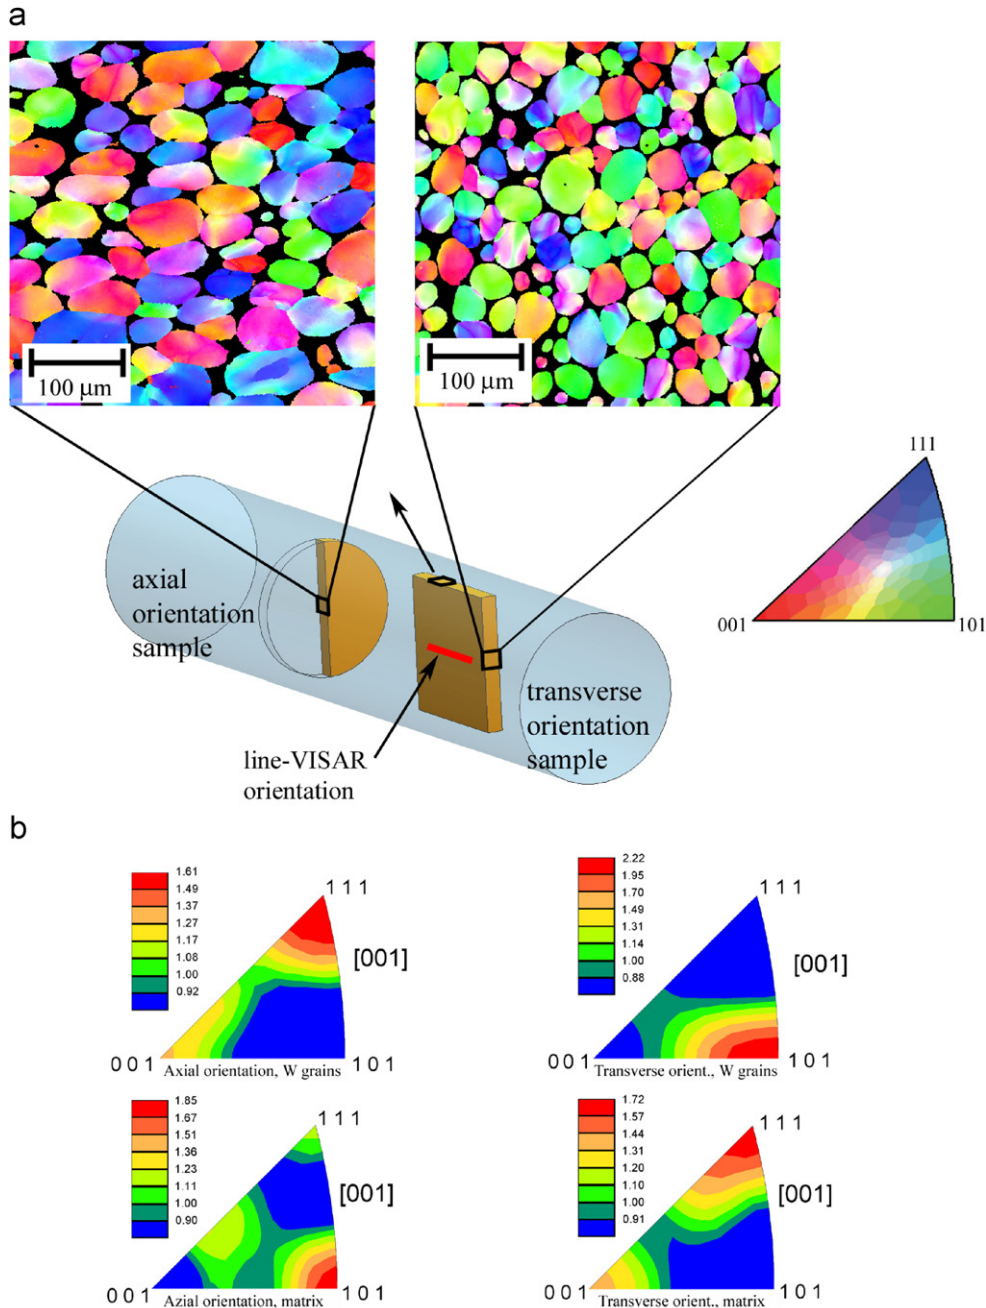 a
100 μm
100 μm
111
001
101
axial
orientation
sample
transverse
orientation
sample
line-VISAR
orientation
b
1.61
1.49
1.37
1.27
1.17
1.08
1.00
0.92
1 1 1
[001]
0 0 1
1 0 1
Axial orientation, W grains
2.22
1.95
1.70
1.49
1.31
1.14
1.00
0.88
1 1 1
[001]
0 0 1
1 0 1
Transverse orient., W grains
1.85
1.67
1.51
1.36
1.23
1.11
1.00
0.90
1 1 1
[001]
0 0 1
1 0 1
Azial orientation, matrix
1.72
1.57
1.44
1.31
1.20
1.10
1.00
0.91
1 1 1
[001]
0 0 1
1 0 1
Transverse orient., matrix